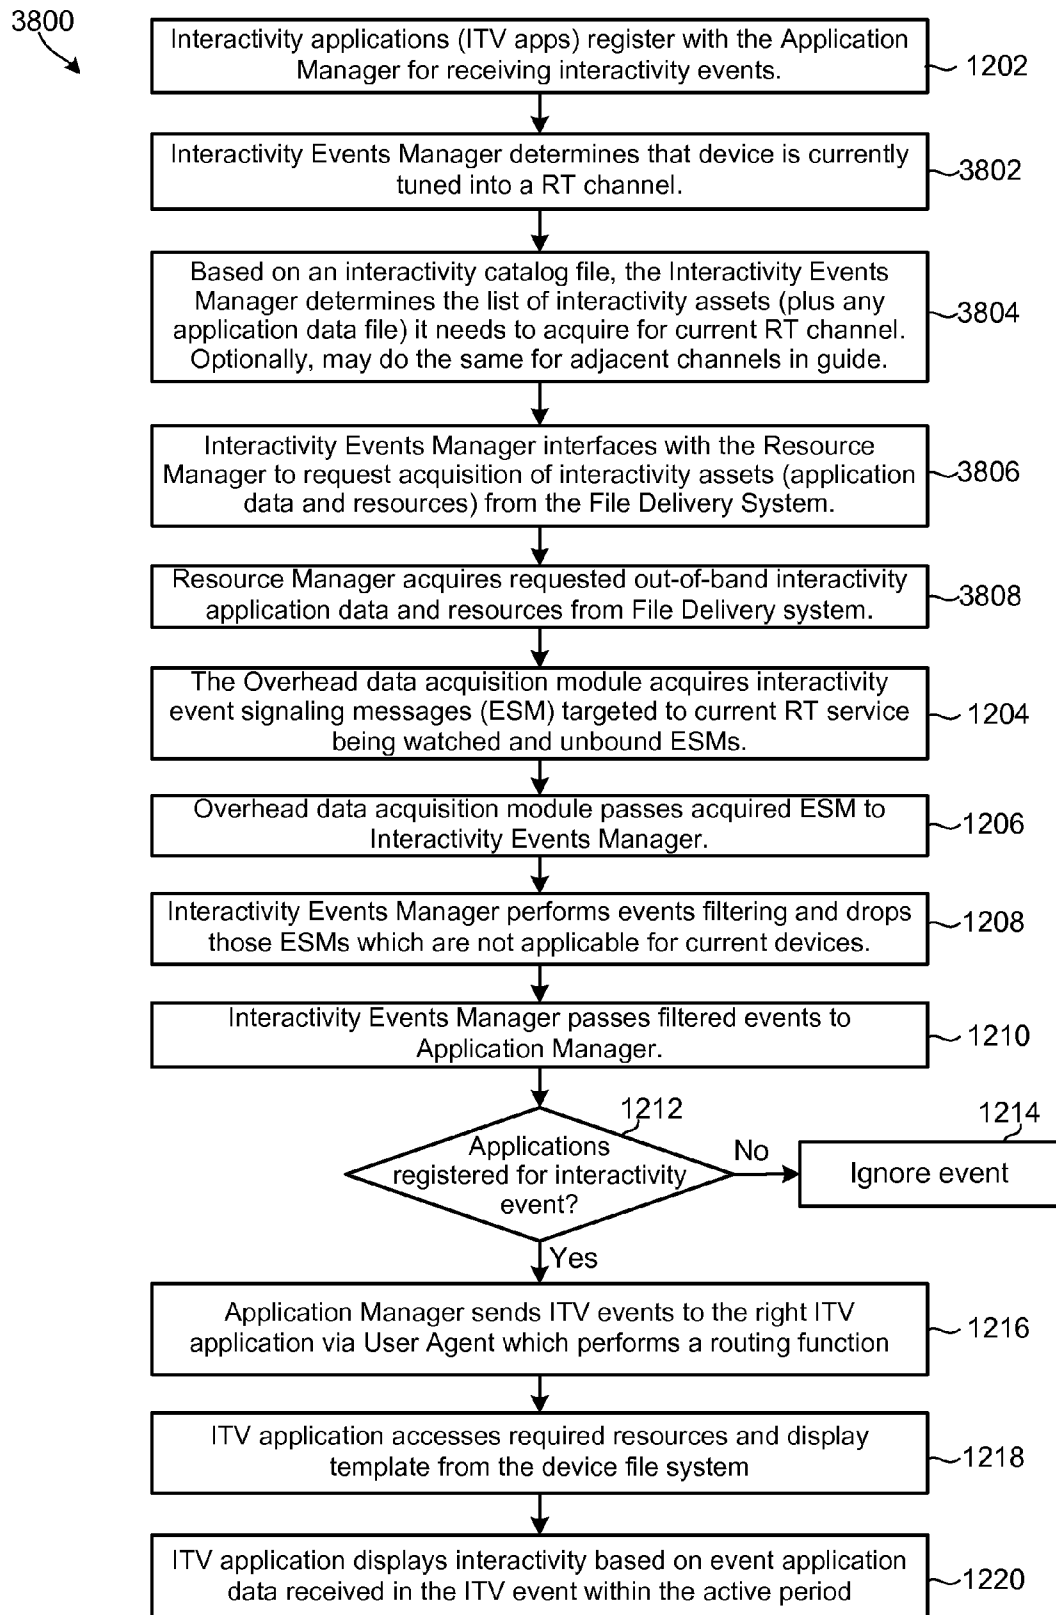 3800
Interactivity applications (ITV apps) register with the Application
Manager for receiving interactivity events.
1202
Interactivity Events Manager determines that device is currently
tuned into a RT channel.
3802
Based on an interactivity catalog file, the Interactivity Events
Manager determines the list of interactivity assets (plus any
application data file) it needs to acquire for current RT channel.
Optionally, may do the same for adjacent channels in guide.
3804
Interactivity Events Manager interfaces with the Resource
Manager to request acquisition of interactivity assets (application
data and resources) from the File Delivery System.
3806
Resource Manager acquires requested out-of-band interactivity
application data and resources from File Delivery system.
3808
The Overhead data acquisition module acquires interactivity
event signaling messages (ESM) targeted to current RT service
being watched and unbound ESMs.
1204
Overhead data acquisition module passes acquired ESM to
Interactivity Events Manager.
1206
Interactivity Events Manager performs events filtering and drops
those ESMs which are not applicable for current devices.
1208
Interactivity Events Manager passes filtered events to
Application Manager.
1210
1212
Applications
registered for interactivity
event?
No
1214
Ignore event
Yes
Application Manager sends ITV events to the right ITV
application via User Agent which performs a routing function
1216
ITV application accesses required resources and display
template from the device file system
1218
ITV application displays interactivity based on event application
data received in the ITV event within the active period
1220